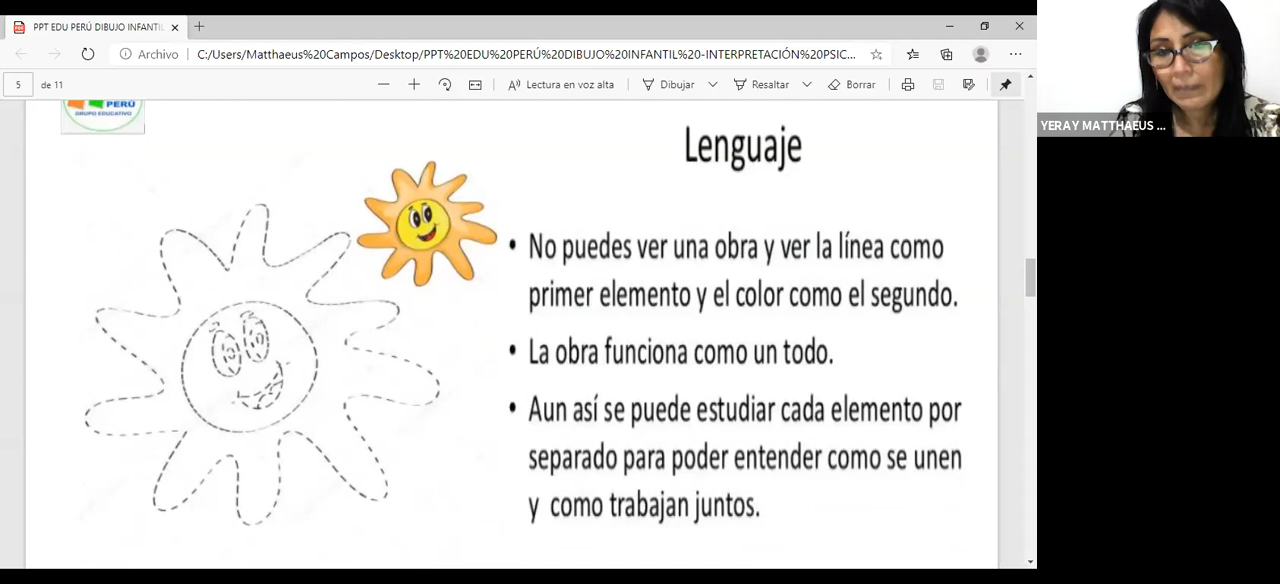 PPT EDU PERÚ DIBUJO INFANTIL
Archivo
C:/Users/Matthaeus%20Campos/Desktop/PPT%20EDU%20PERÚ%20DIBUJO%20INFANTIL%20-INTERPRETACIÓN%20PSIC...
5 de 11
Lectura en voz alta
Dibujar
Resaltar
Borrar
YERAY MATTHAEUS ...
PERÚ
GRUPO EDUCATIVO
Lenguaje
• No puedes ver una obra y ver la línea como
primer elemento y el color como el segundo.
• La obra funciona como un todo.
• Aun así se puede estudiar cada elemento por
separado para poder entender como se unen
y como trabajan juntos.